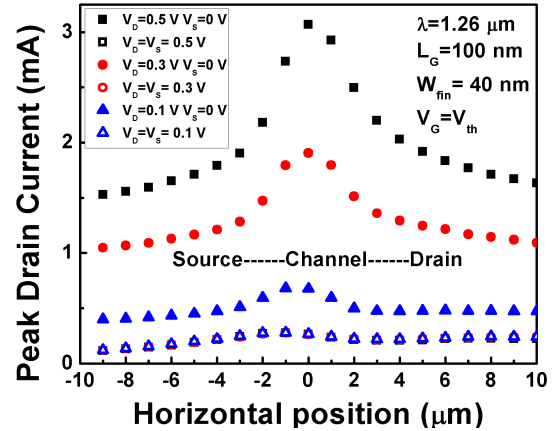 3
2
1
0
Peak Drain Current (mA)
V_D=0.5 V V_S=0 V
V_D=V_S= 0.5 V
V_D=0.3 V V_S=0 V
V_D=V_S= 0.3 V
V_D=0.1 V V_S=0 V
V_D=V_S= 0.1 V
λ=1.26 μm
L_G=100 nm
W_fin= 40 nm
V_G=V_th
Source------Channel------Drain
-10 -8 -6 -4 -2 0 2 4 6 8 10
Horizontal position (μm)